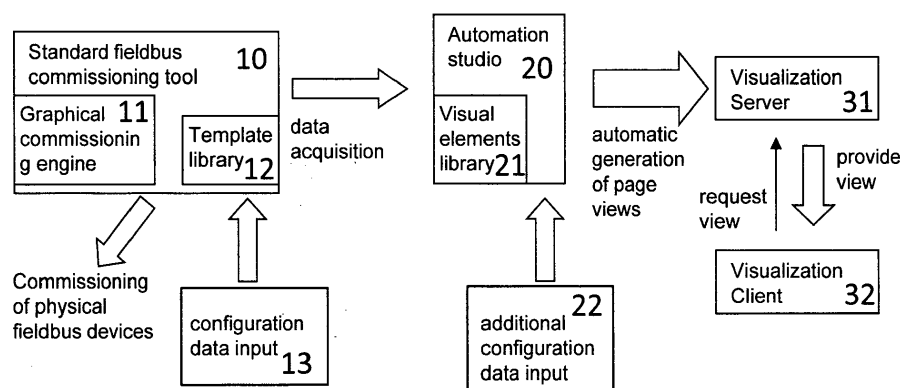 Standard fieldbus
commissioning tool
10
Graphical
commissionin
g engine
11
Template
library
12
data
acquisition
Automation
studio
20
Visual
elements
library
21
automatic
generation
of page
views
Visualization
Server
31
request
view
provide
view
Visualization
Client
32
Commissioning
of physical
fieldbus devices
configuration
data input
13
22
additional
configuration
data input